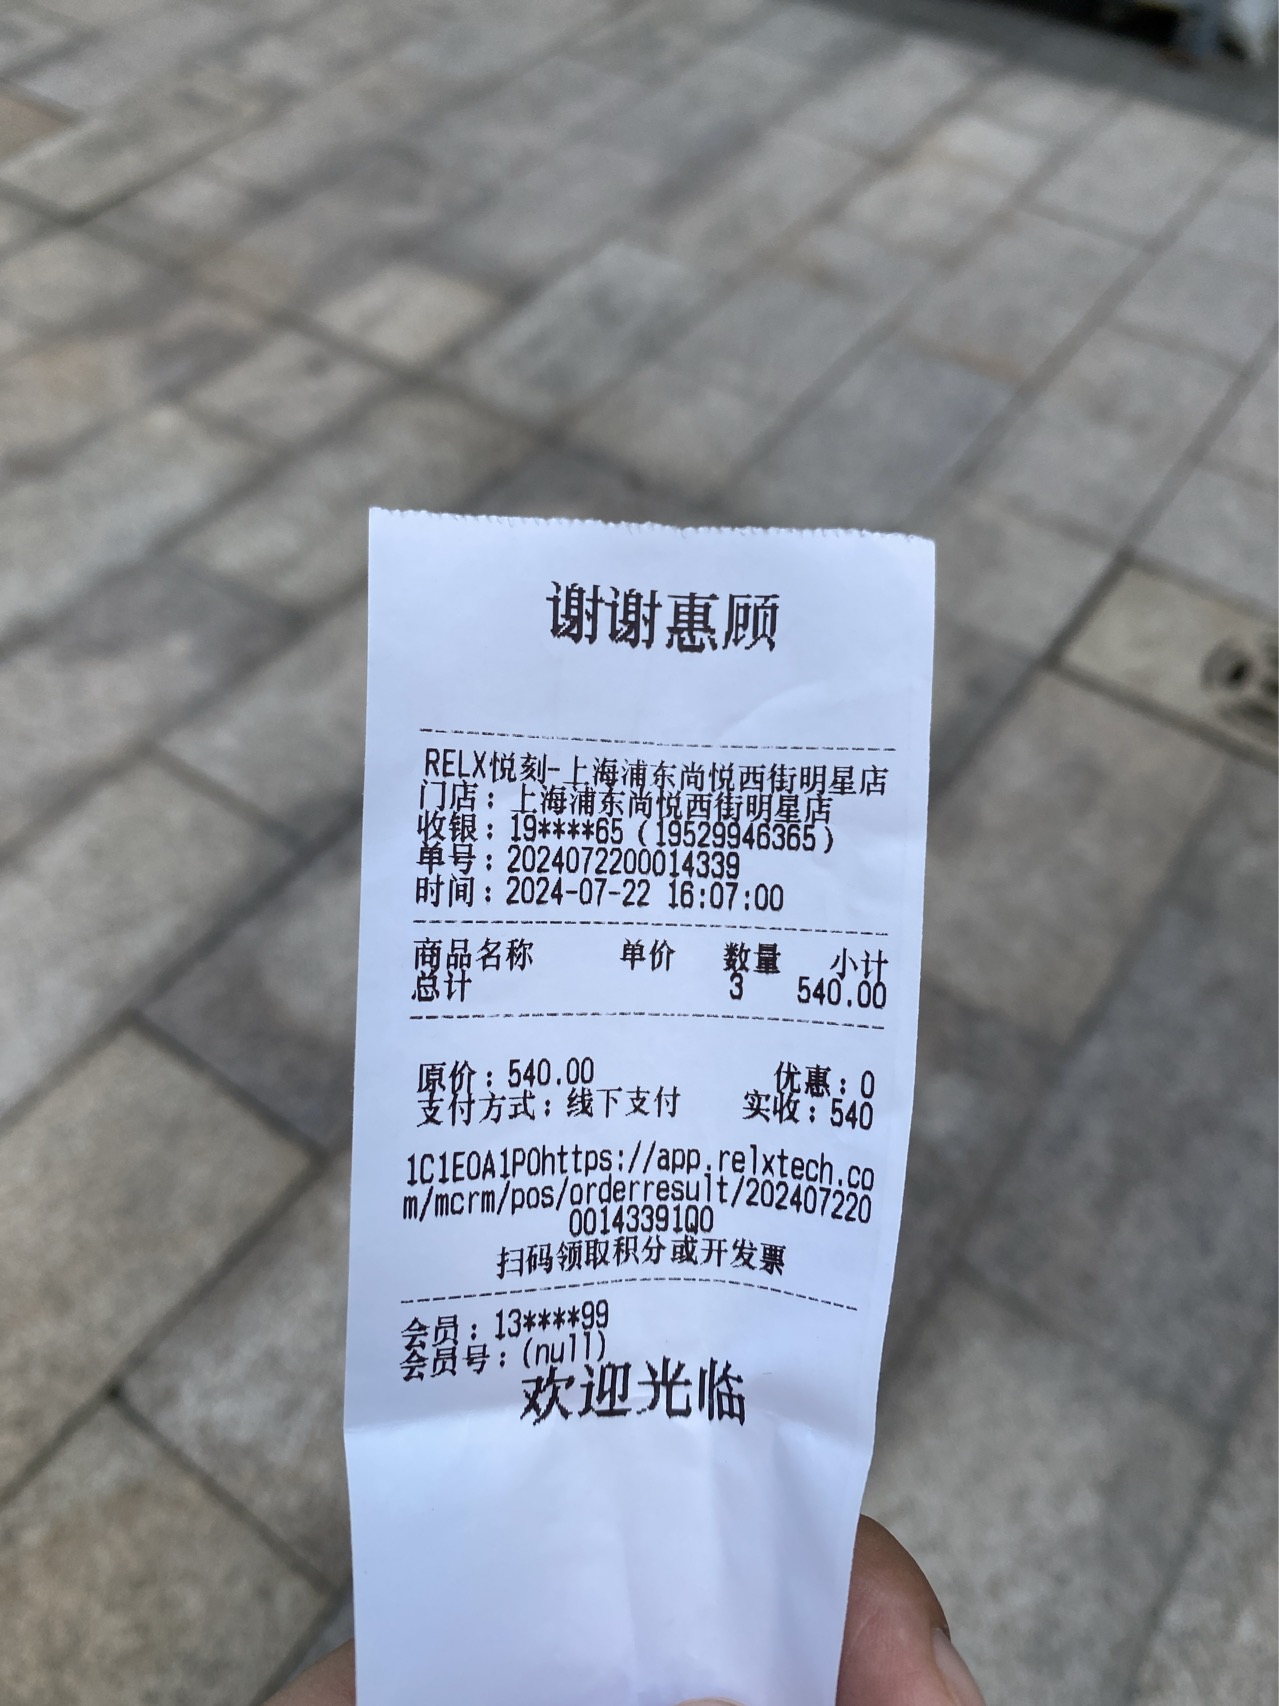 谢谢惠顾
RELX悦刻-上海浦东尚悦西街明星店
门店：上海浦东尚悦西街明星店
收银：19****65(19529946365)
单号：2024072200014339
时间：2024-07-22 16:07:00
商品名称 单价 数量 小计
总计 3 540.00
原价：540.00 优惠：0
支付方式：线下支付 实收：540
1C1E0A1P0https://app.relxtech.co
m/mcrm/pos/orderresult/202407220
00143391Q0
扫码领取积分或开发票
会员：13****99
会员号：(null)
欢迎光临